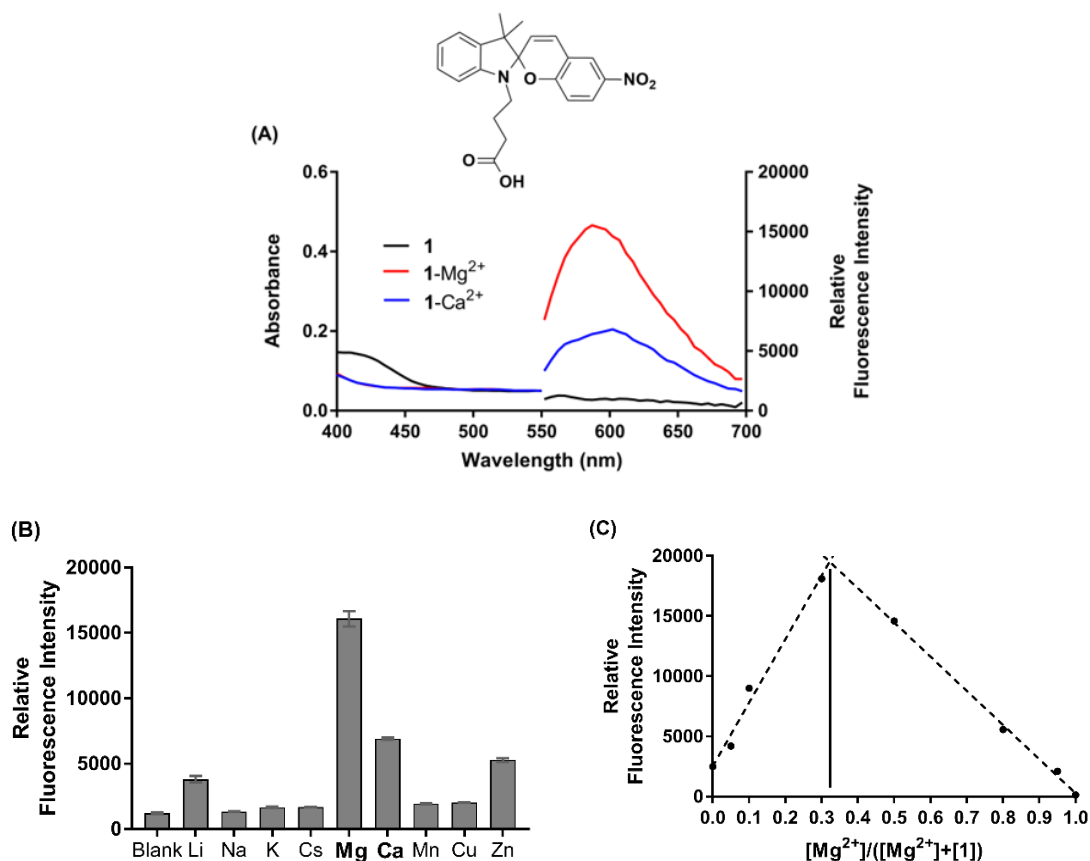 N
O
NO₂
O
OH
(A)
0.6
0.4
0.2
0.0
Absorbance
1
1-Mg²⁺
1-Ca²⁺
20000
15000
10000
5000
0
Relative
Fluorescence Intensity
400 450 500 550 600 650 700
Wavelength (nm)
(B)
20000
15000
10000
5000
0
Relative
Fluorescence Intensity
Blank Li Na K Cs Mg Ca Mn Cu Zn
(C)
20000
15000
10000
5000
0
Relative
Fluorescence Intensity
0.0 0.1 0.2 0.3 0.4 0.5 0.6 0.7 0.8 0.9 1.0
[Mg²⁺]/([Mg²⁺]+[1])